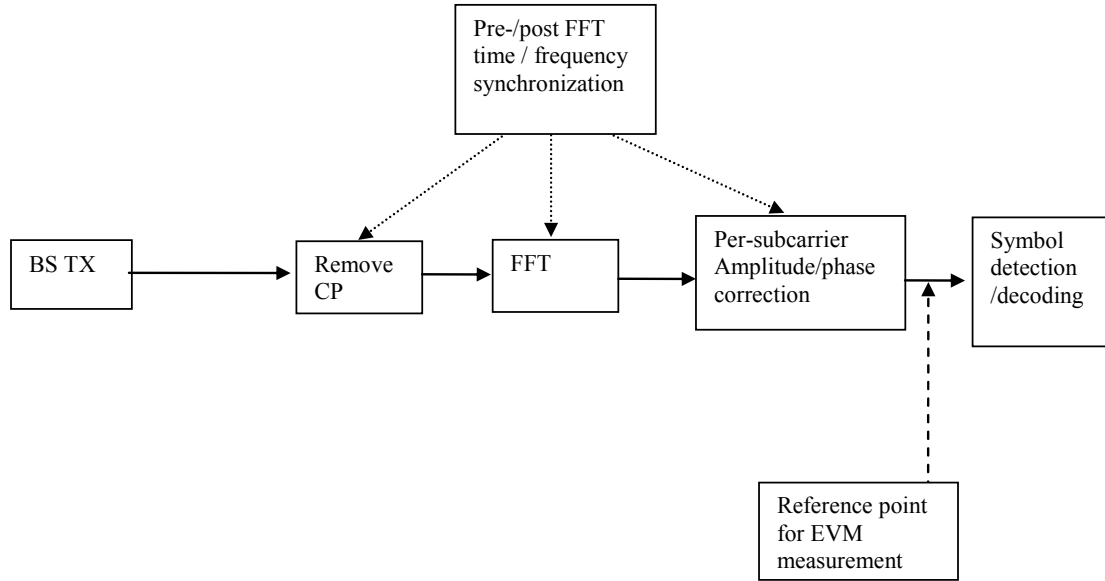 Pre-/post FFT
time / frequency
synchronization
BS TX
Remove
CP
FFT
Per-subcarrier
Amplitude/phase
correction
Symbol
detection
/decoding
Reference point
for EVM
measurement